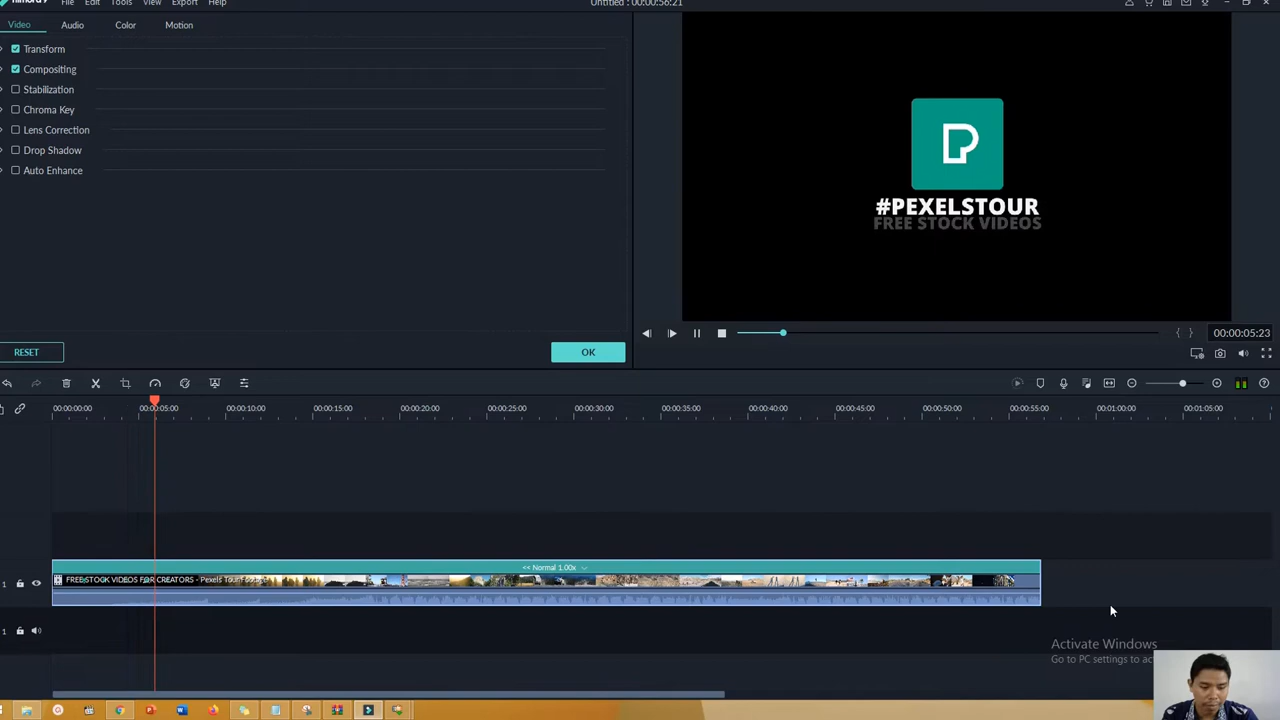 File Edit Tools View Export Help
Untitled : 00:00:56:21
Video Audio Color Motion
Transform
Compositing
Stabilization
Chroma Key
Lens Correction
Drop Shadow
Auto Enhance
RESET
OK
#PEXELSTOUR
FREE STOCK VIDEOS
00:00:05:23
00:00:00:00 00:00:05:00 00:00:10:00 00:00:15:00 00:00:20:00 00:00:25:00 00:00:30:00 00:00:35:00 00:00:40:00 00:00:45:00 00:00:50:00 00:00:55:00 00:01:00:00 00:01:05:00
<< Normal 1.00x
1
FREE STOCK VIDEOS FOR CREATORS - Pexels Tour
1
Activate Windows
Go to PC settings to